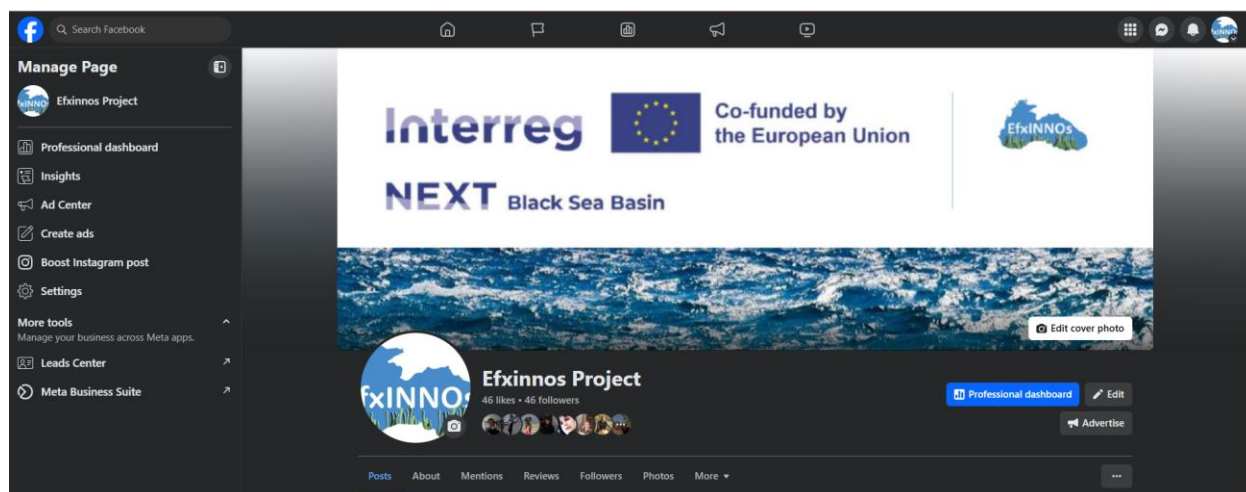 Search Facebook
Manage Page
Efxinnos Project
Professional dashboard
Insights
Ad Center
Create ads
Boost Instagram post
Settings
More tools
Manage your business across Meta apps.
Leads Center
Meta Business Suite
Interreg
Co-funded by
the European Union
NEXT Black Sea Basin
EfxINNOs
Edit cover photo
fxINNOs
Efxinnos Project
46 likes • 46 followers
Professional dashboard
Edit
Advertise
Posts About Mentions Reviews Followers Photos More